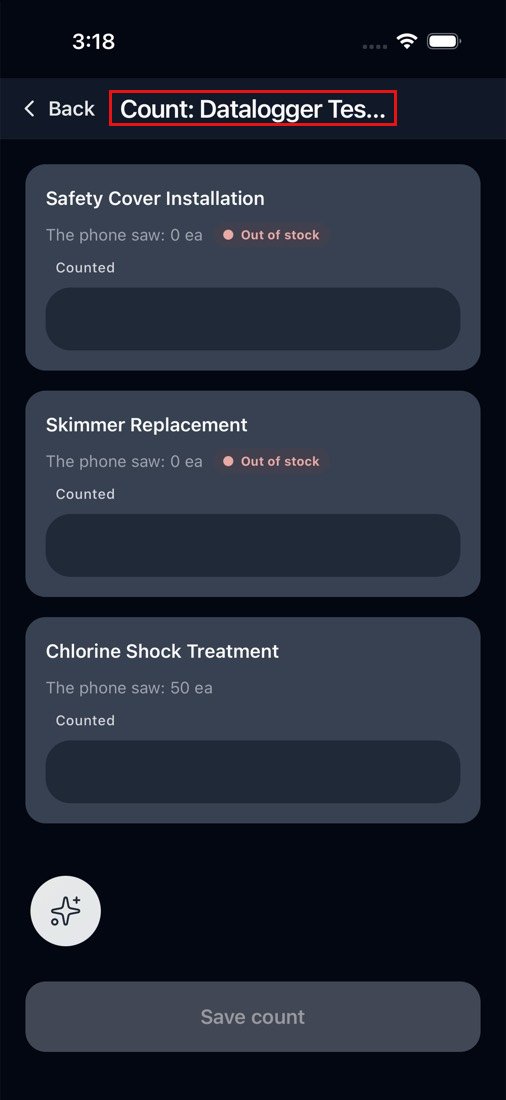 3:18
Back Count: Datalogger Tes...
Safety Cover Installation
The phone saw: 0 ea Out of stock
Counted
Skimmer Replacement
The phone saw: 0 ea Out of stock
Counted
Chlorine Shock Treatment
The phone saw: 50 ea
Counted
Save count